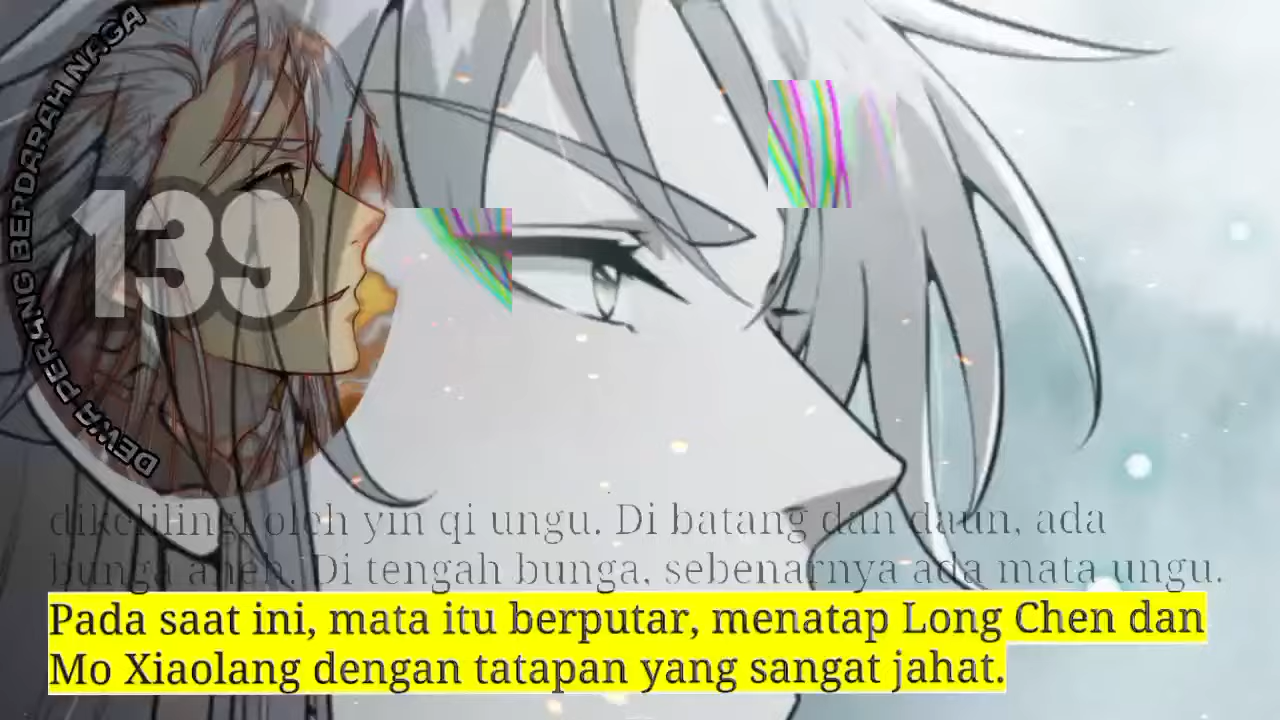 DEWA PERANG BERDARAH NAGA
139
dikelilingi oleh yin qi ungu. Di batang dan daun, ada
bunga aneh. Di tengah bunga, sebenarnya ada mata ungu.
Pada saat ini, mata itu berputar, menatap Long Chen dan
Mo Xiaolang dengan tatapan yang sangat jahat.